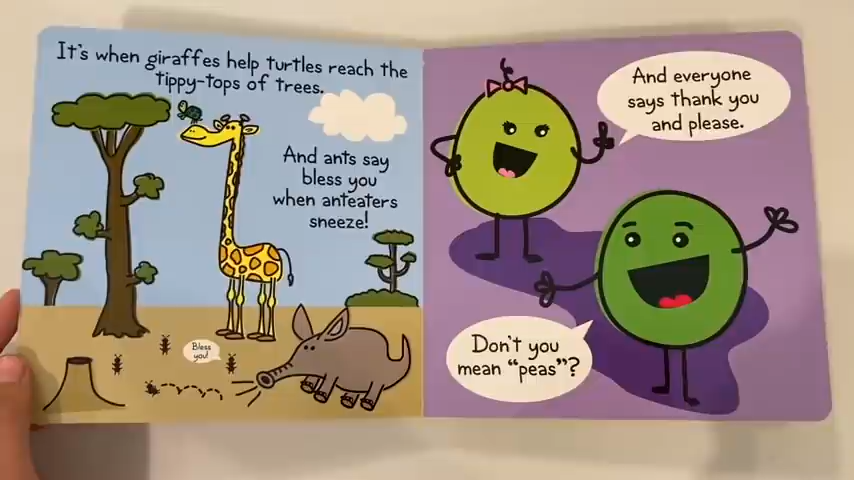 It's when giraffes help turtles reach the
tippy-tops of trees.
And ants say
bless you
when anteaters
sneeze!
Bless
you!
And everyone
says thank you
and please.
Don't you
mean "peas"?